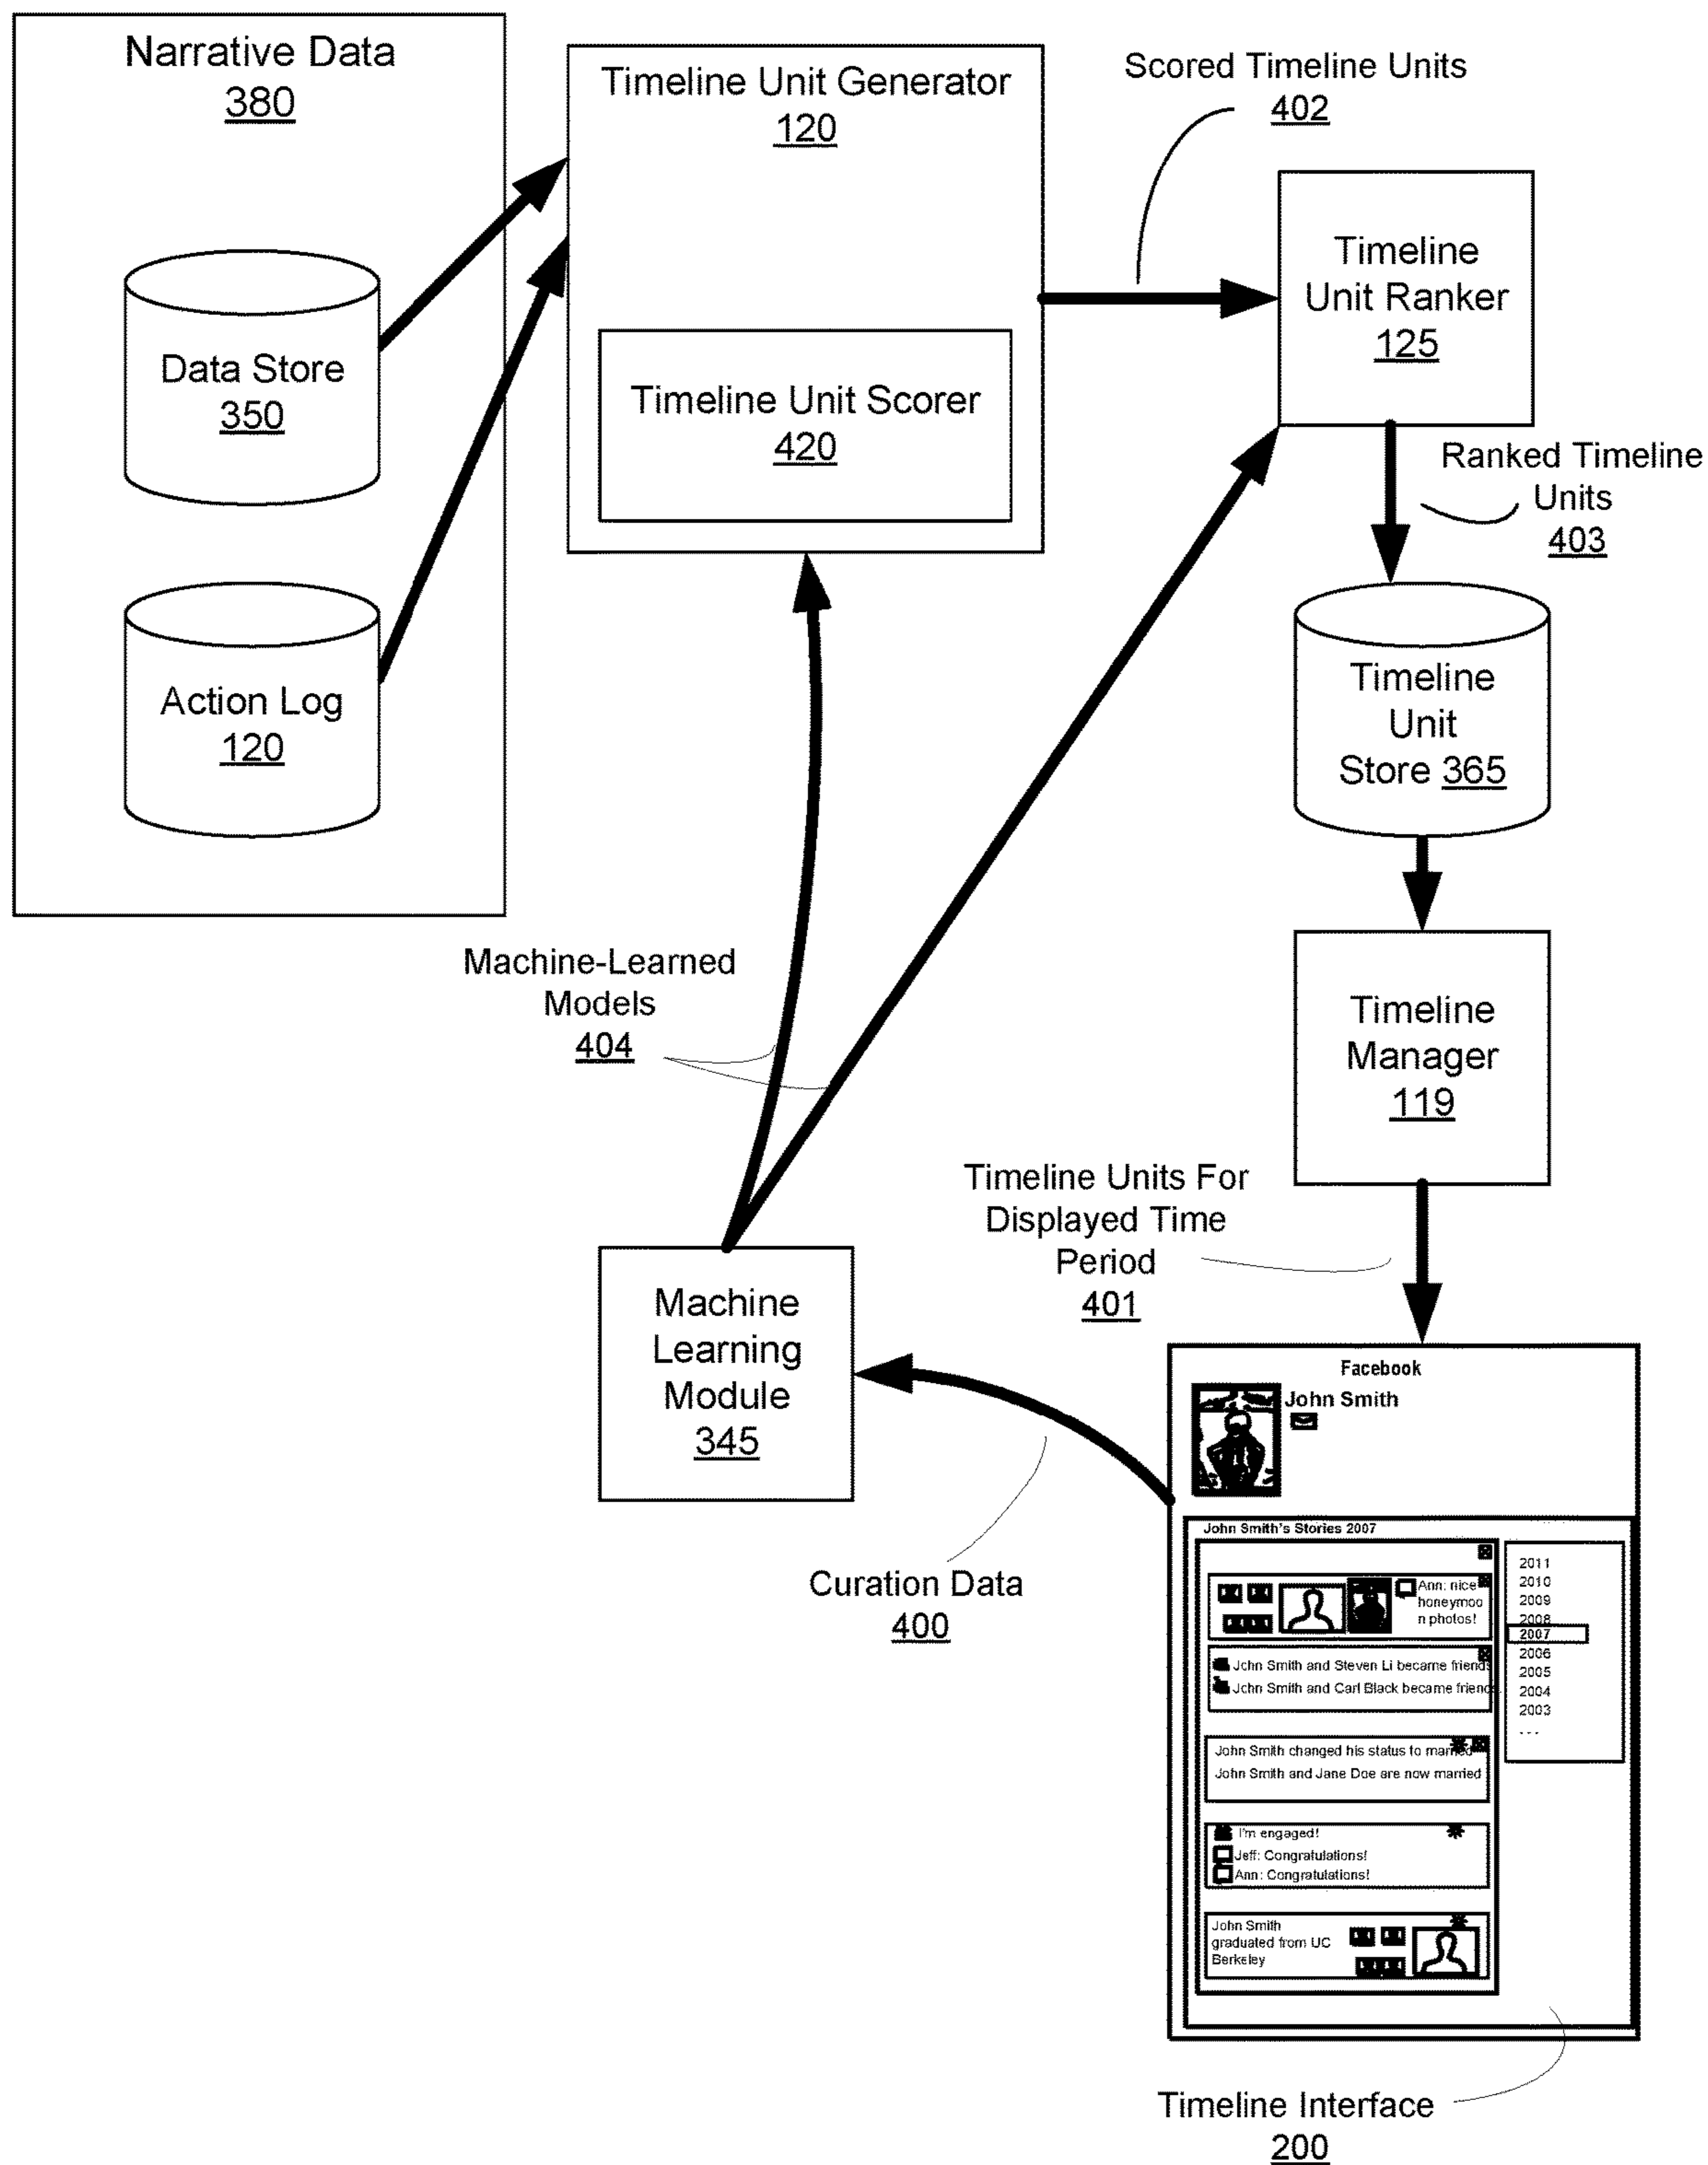 Narrative Data
380
Data Store
350
Action Log
120
Timeline Unit Generator
120
Timeline Unit Scorer
420
Scored Timeline Units
402
Timeline
Unit Ranker
125
Ranked Timeline
Units
403
Timeline
Unit
Store 365
Timeline
Manager
119
Machine-Learned
Models
404
Timeline Units For
Displayed Time
Period
401
Machine
Learning
Module
345
Curation Data
400
Facebook
John Smith
John Smith's Stories 2007
Ann: nice
honeymoo
n photos!
John Smith and Steven Li became friends
John Smith and Carl Black became friends
John Smith changed his status to married
John Smith and Jane Doe are now married
I'm engaged!
Jeff: Congratulations!
Ann: Congratulations!
John Smith
graduated from UC
Berkeley
2011
2010
2009
2008
2007
2006
2005
2004
2003
...
Timeline Interface
200